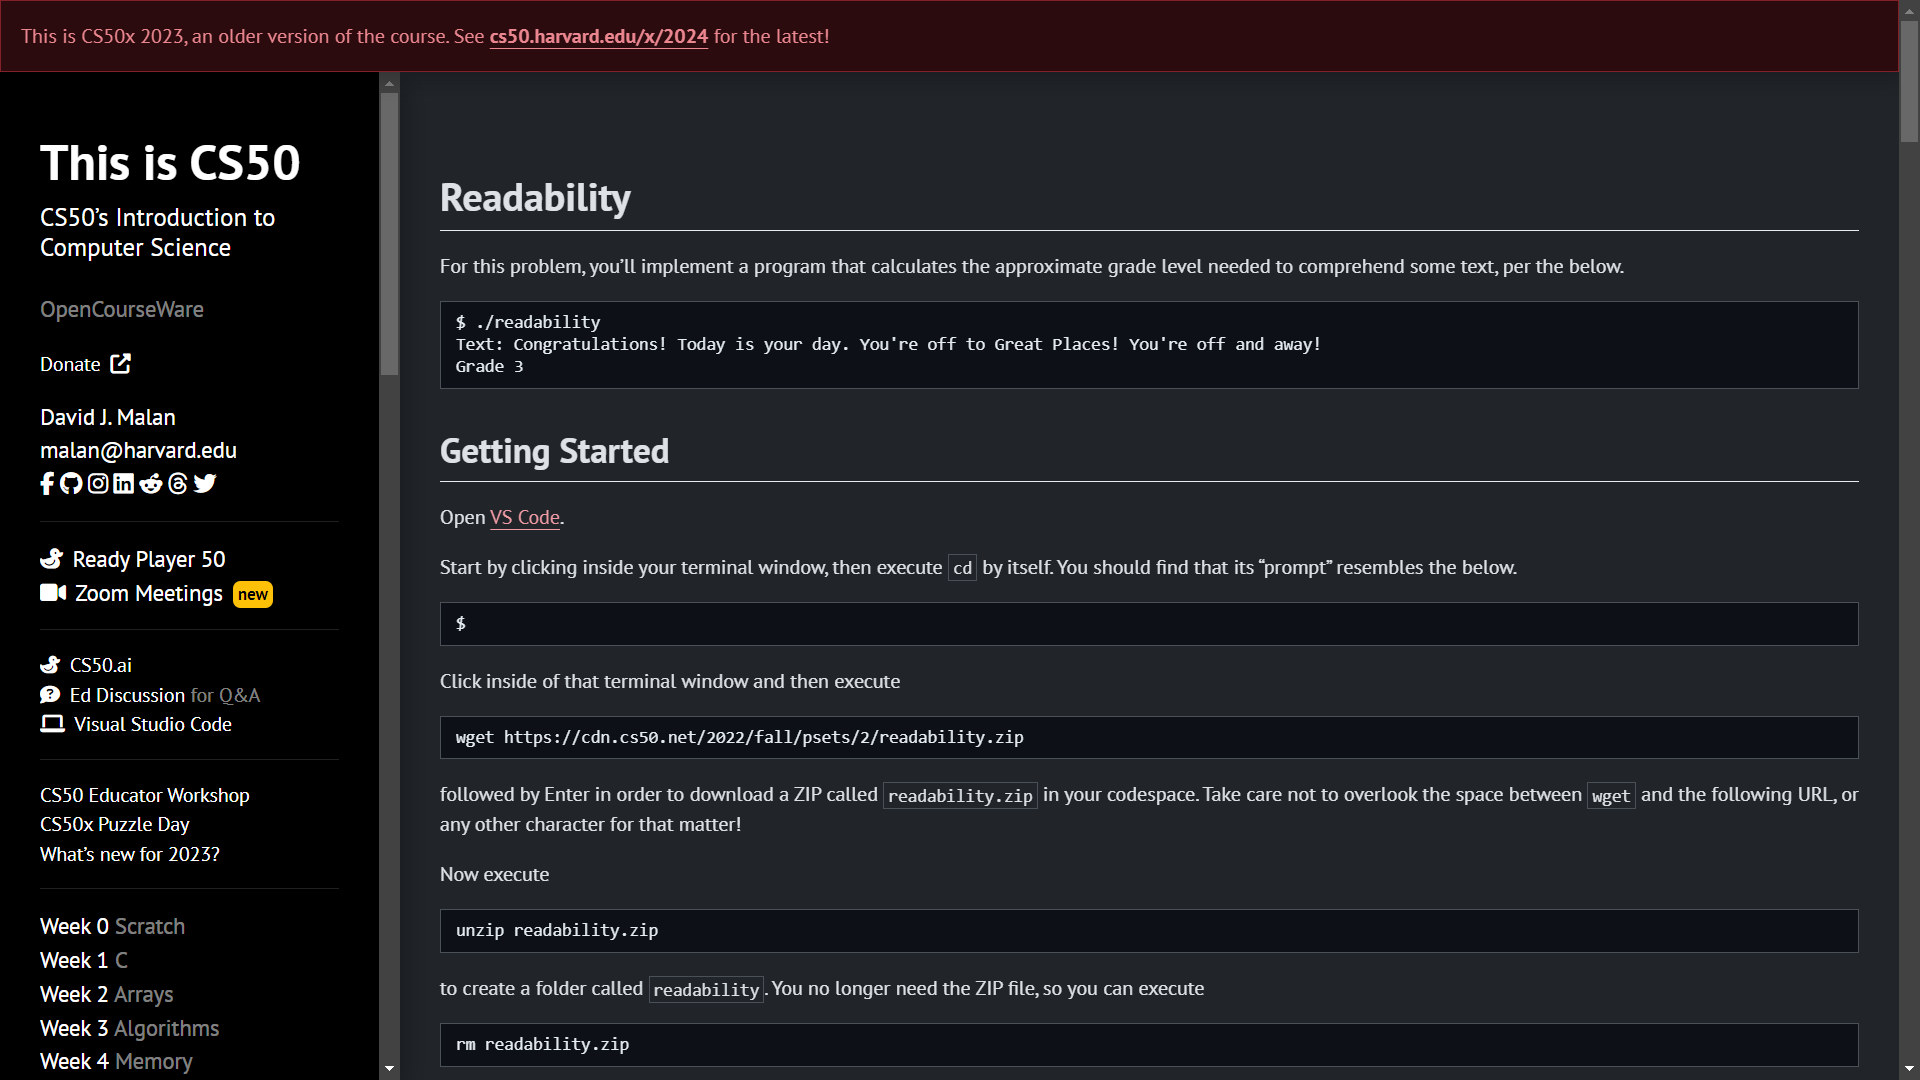 This is CS50x 2023, an older version of the course. See cs50.harvard.edu/x/2024 for the latest!
This is CS50
CS50’s Introduction to
Computer Science
OpenCourseWare
Donate
David J. Malan
malan@harvard.edu
Ready Player 50
Zoom Meetings new
CS50.ai
Ed Discussion for Q&A
Visual Studio Code
CS50 Educator Workshop
CS50x Puzzle Day
What’s new for 2023?
Week 0 Scratch
Week 1 C
Week 2 Arrays
Week 3 Algorithms
Week 4 Memory
Readability
For this problem, you’ll implement a program that calculates the approximate grade level needed to comprehend some text, per the below.
$ ./readability
Text: Congratulations! Today is your day. You're off to Great Places! You're off and away!
Grade 3
Getting Started
Open VS Code.
Start by clicking inside your terminal window, then execute cd by itself. You should find that its “prompt” resembles the below.
$
Click inside of that terminal window and then execute
wget https://cdn.cs50.net/2022/fall/psets/2/readability.zip
followed by Enter in order to download a ZIP called readability.zip in your codespace. Take care not to overlook the space between wget and the following URL, or
any other character for that matter!
Now execute
unzip readability.zip
to create a folder called readability. You no longer need the ZIP file, so you can execute
rm readability.zip